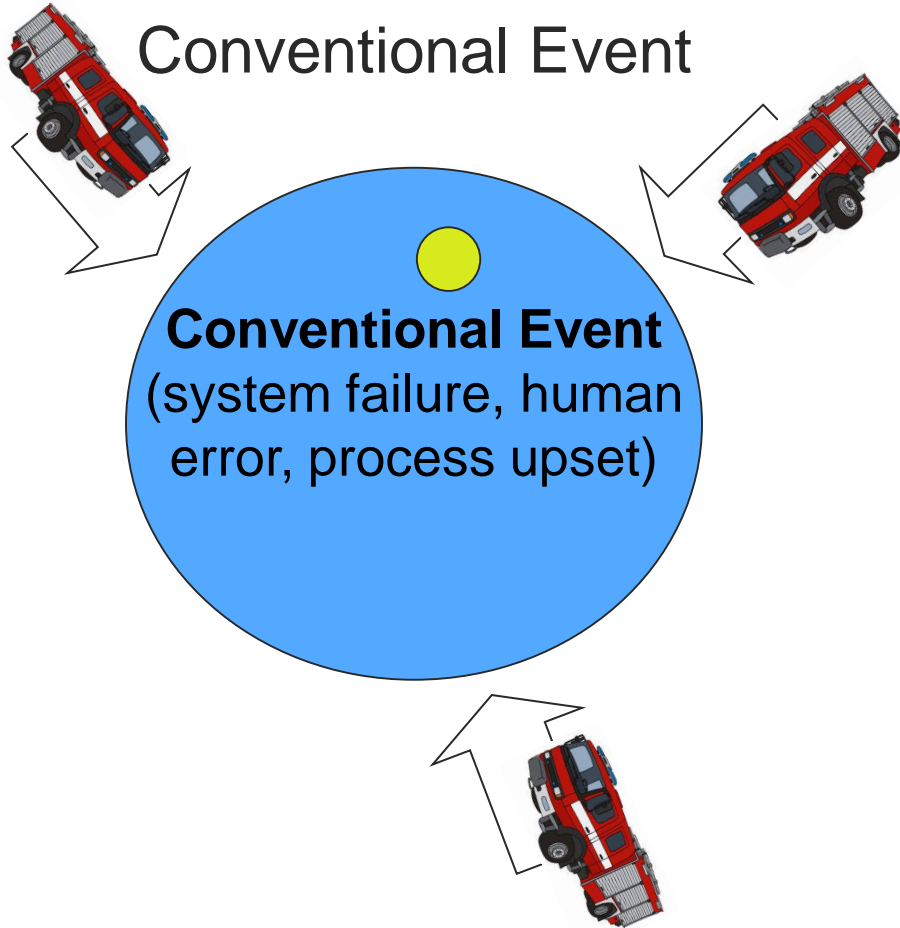 Conventional Event
Conventional Event
(system failure, human
error, process upset)